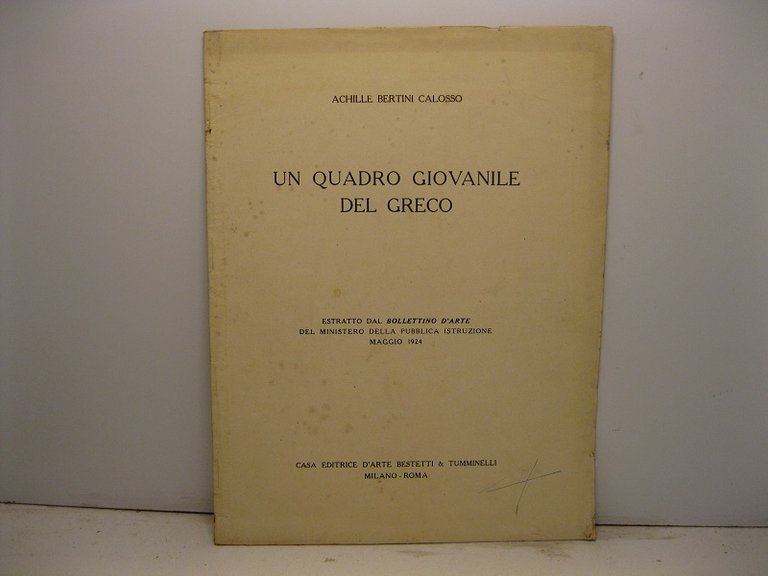 ACHILLE BERTINI CALOSSO
UN QUADRO GIOVANILE
DEL GRECO
ESTRATTO DAL BOLLETTINO D'ARTE
DEL MINISTERO DELLA PUBBLICA ISTRUZIONE
MAGGIO 1924
CASA EDITRICE D'ARTE BESTETTI & TUMMINELLI
MILANO - ROMA